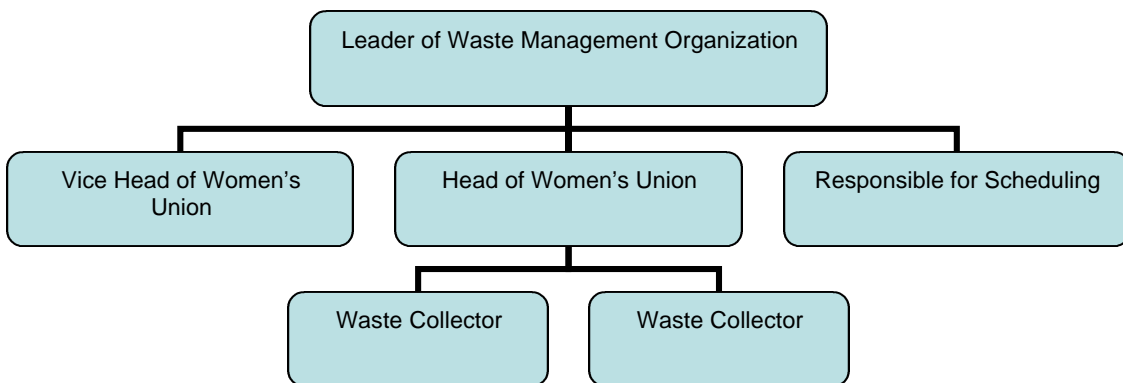 Leader of Waste Management Organization
Vice Head of Women’s
Union
Head of Women’s Union
Responsible for Scheduling
Waste Collector
Waste Collector